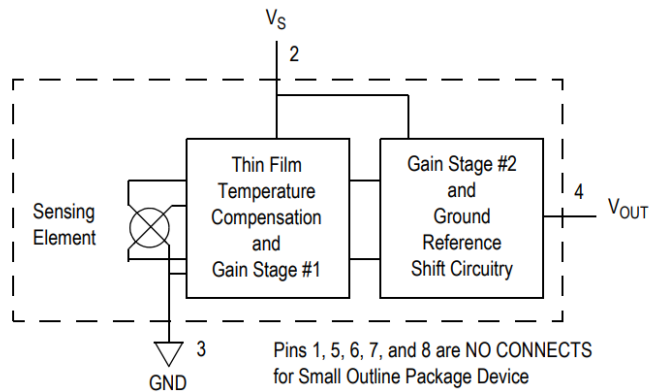 VS
2
Thin Film
Temperature
Compensation
and
Gain Stage #1
Gain Stage #2
and
Ground
Reference
Shift Circuitry
4
VOUT
Sensing
Element
3
GND
Pins 1, 5, 6, 7, and 8 are NO CONNECTS
for Small Outline Package Device